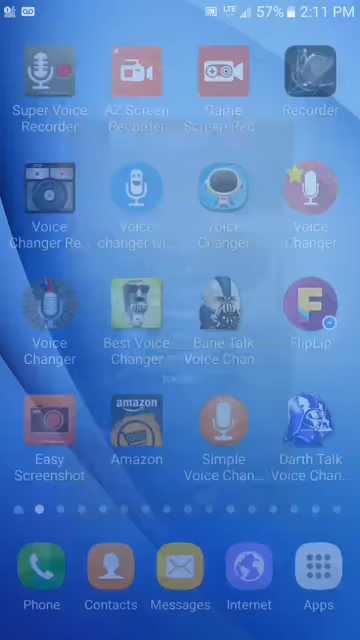 LTE 57% 2:11 PM
Super Voice Recorder
AZ Screen Recorder
Game Screen Rec...
Recorder
Voice Changer Re...
Voice changer wi...
Voice Changer
Voice Changer
Voice Changer
Best Voice Changer
Bane Talk Voice Chan...
FlipLip
F
Easy Screenshot
amazon
Amazon
Simple Voice Chan...
Darth Talk Voice Chan...
Phone
Contacts
Messages
Internet
Apps